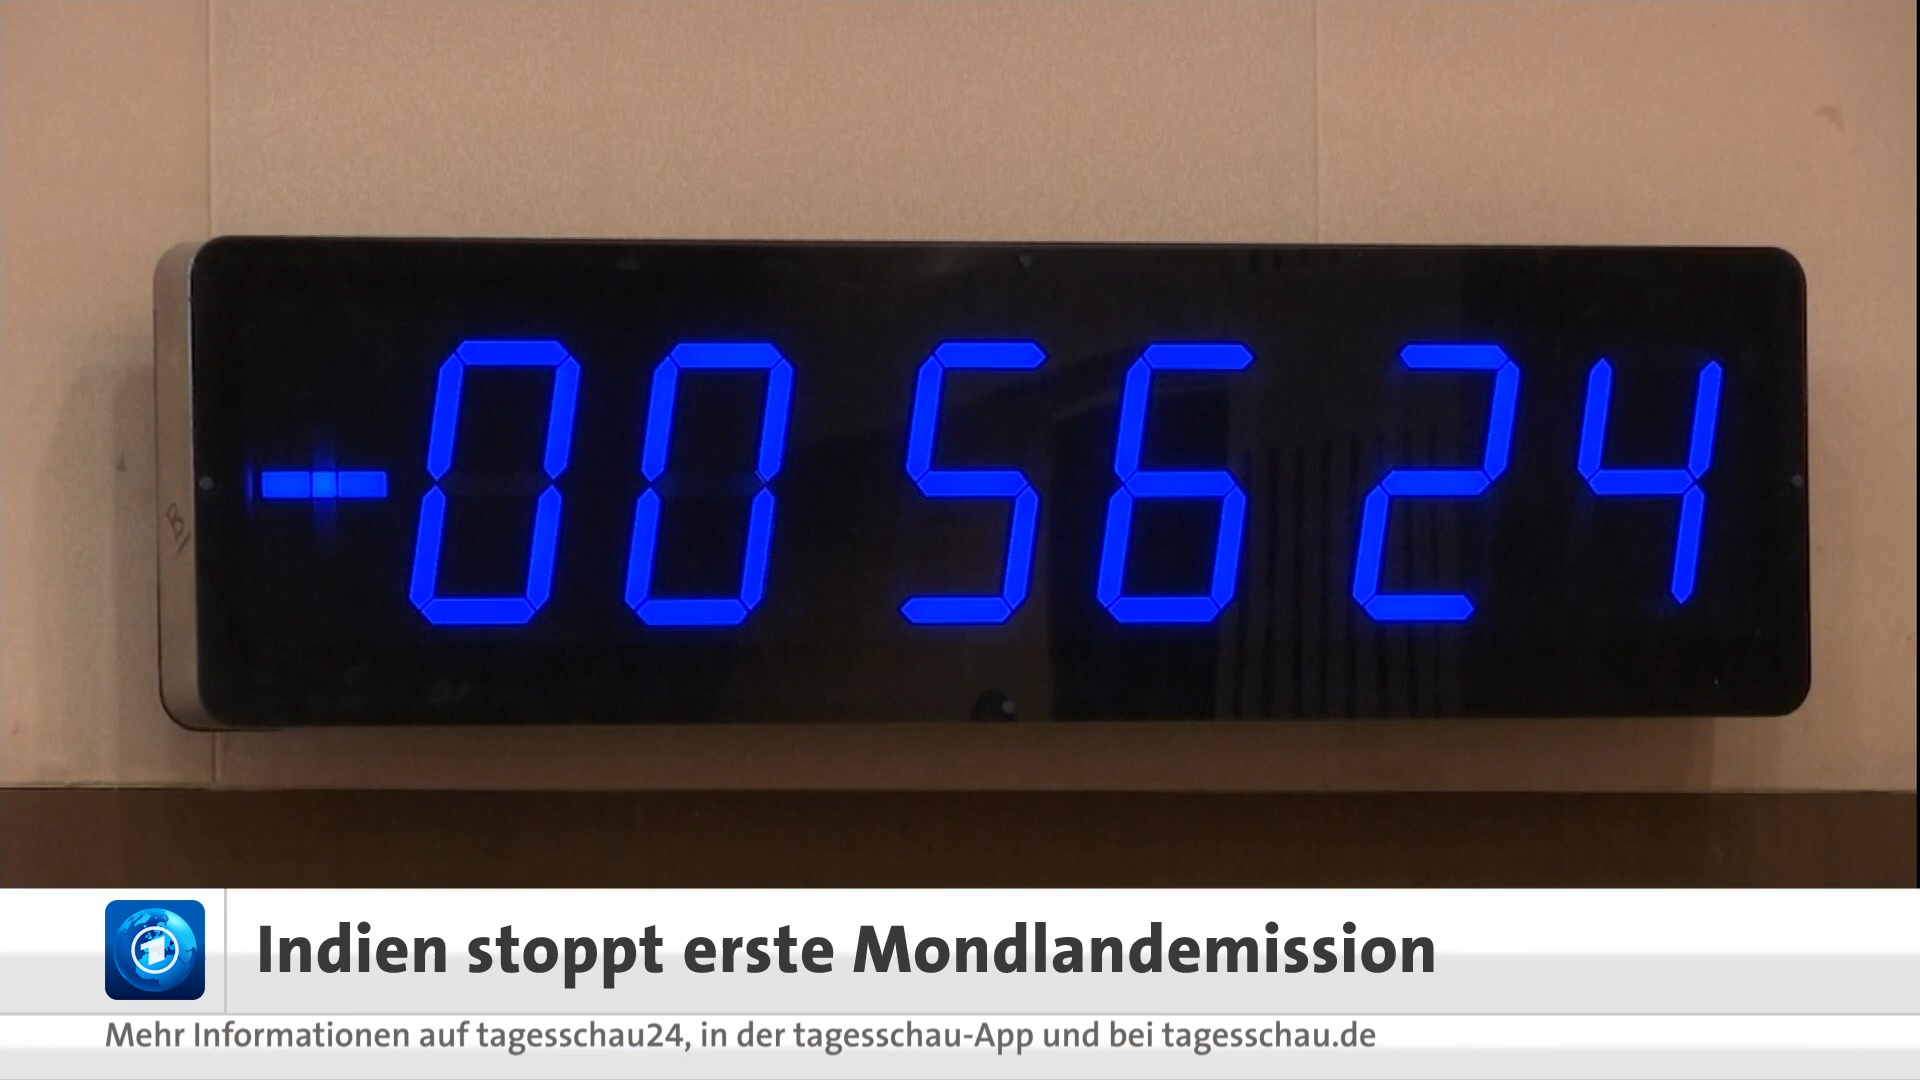 -00 56 24
Indien stoppt erste Mondlandemission
Mehr Informationen auf tagesschau24, in der tagesschau-App und bei tagesschau.de